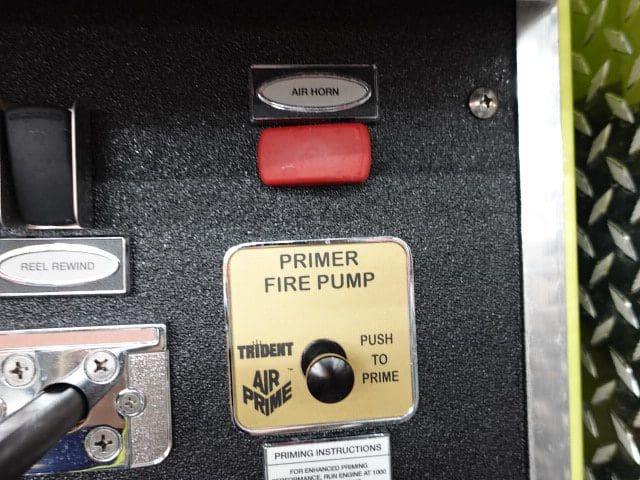 AIR HORN
REEL REWIND
PRIMER
FIRE PUMP
TRIDENT
AIR
PRIME
™
PUSH
TO
PRIME
PRIMING INSTRUCTIONS
FOR ENHANCED PRIMING
PERFORMANCE, RUN ENGINE AT 1000